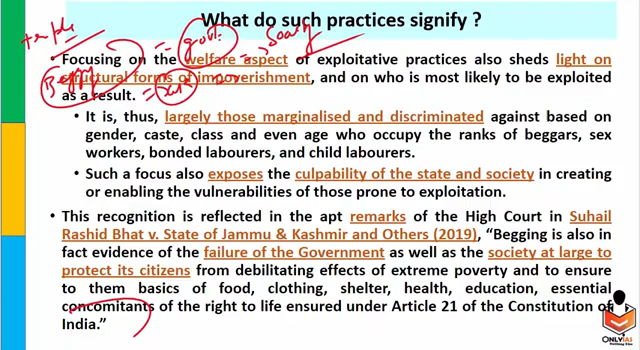 What do such practices signify ?
temple
govt.
Focusing on the welfare aspect of exploitative practices also sheds light on
Begging
structural forms of impoverishment, and on who is most likely to be exploited
as a result.
It is, thus, largely those marginalised and discriminated against based on
gender, caste, class and even age who occupy the ranks of beggars, sex
workers, bonded labourers, and child labourers.
Such a focus also exposes the culpability of the state and society in creating
or enabling the vulnerabilities of those prone to exploitation.
This recognition is reflected in the apt remarks of the High Court in Suhail
Rashid Bhat v. State of Jammu & Kashmir and Others (2019), “Begging is also in
fact evidence of the failure of the Government as well as the society at large to
protect its citizens from debilitating effects of extreme poverty and to ensure
to them basics of food, clothing, shelter, health, education, essential
concomitants of the right to life ensured under Article 21 of the Constitution of
India.”
ONLYIAS